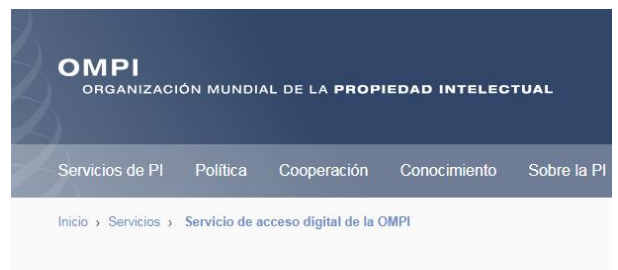 OMPI
ORGANIZACIÓN MUNDIAL DE LA PROPIEDAD INTELECTUAL
Servicios de PI Política Cooperación Conocimiento Sobre la PI
Inicio › Servicios › Servicio de acceso digital de la OMPI